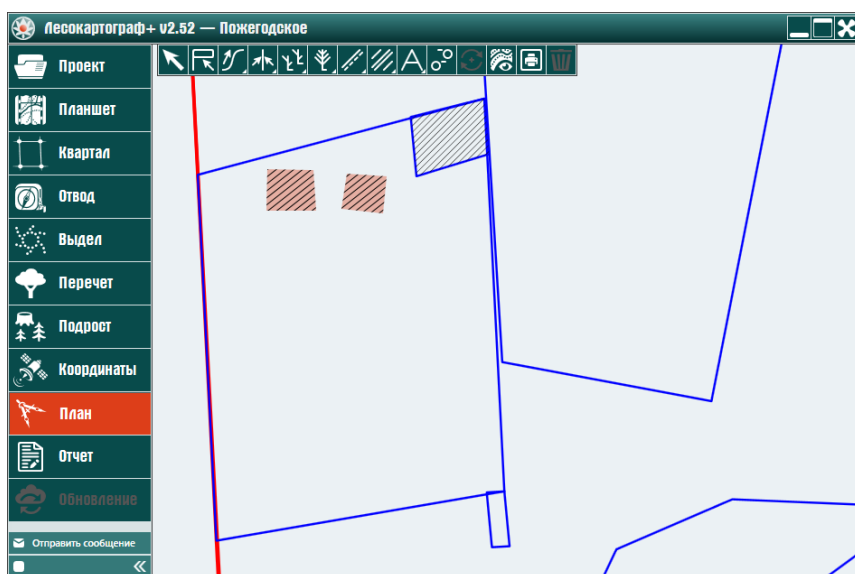 Лесокартограф+ v2.52 — Пожегодское
Проект
Планшет
Квартал
Отвод
Выдел
Перечет
Подрост
Координаты
План
Отчет
Обновление
Отправить сообщение